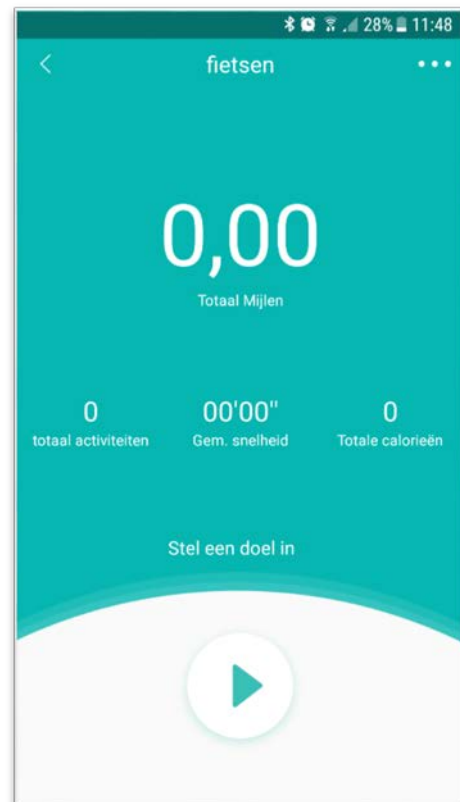 28% 11:48
fietsen
0,00
Totaal Mijlen
0 00'00" 0
totaal activiteiten Gem. snelheid Totale calorieën
Stel een doel in